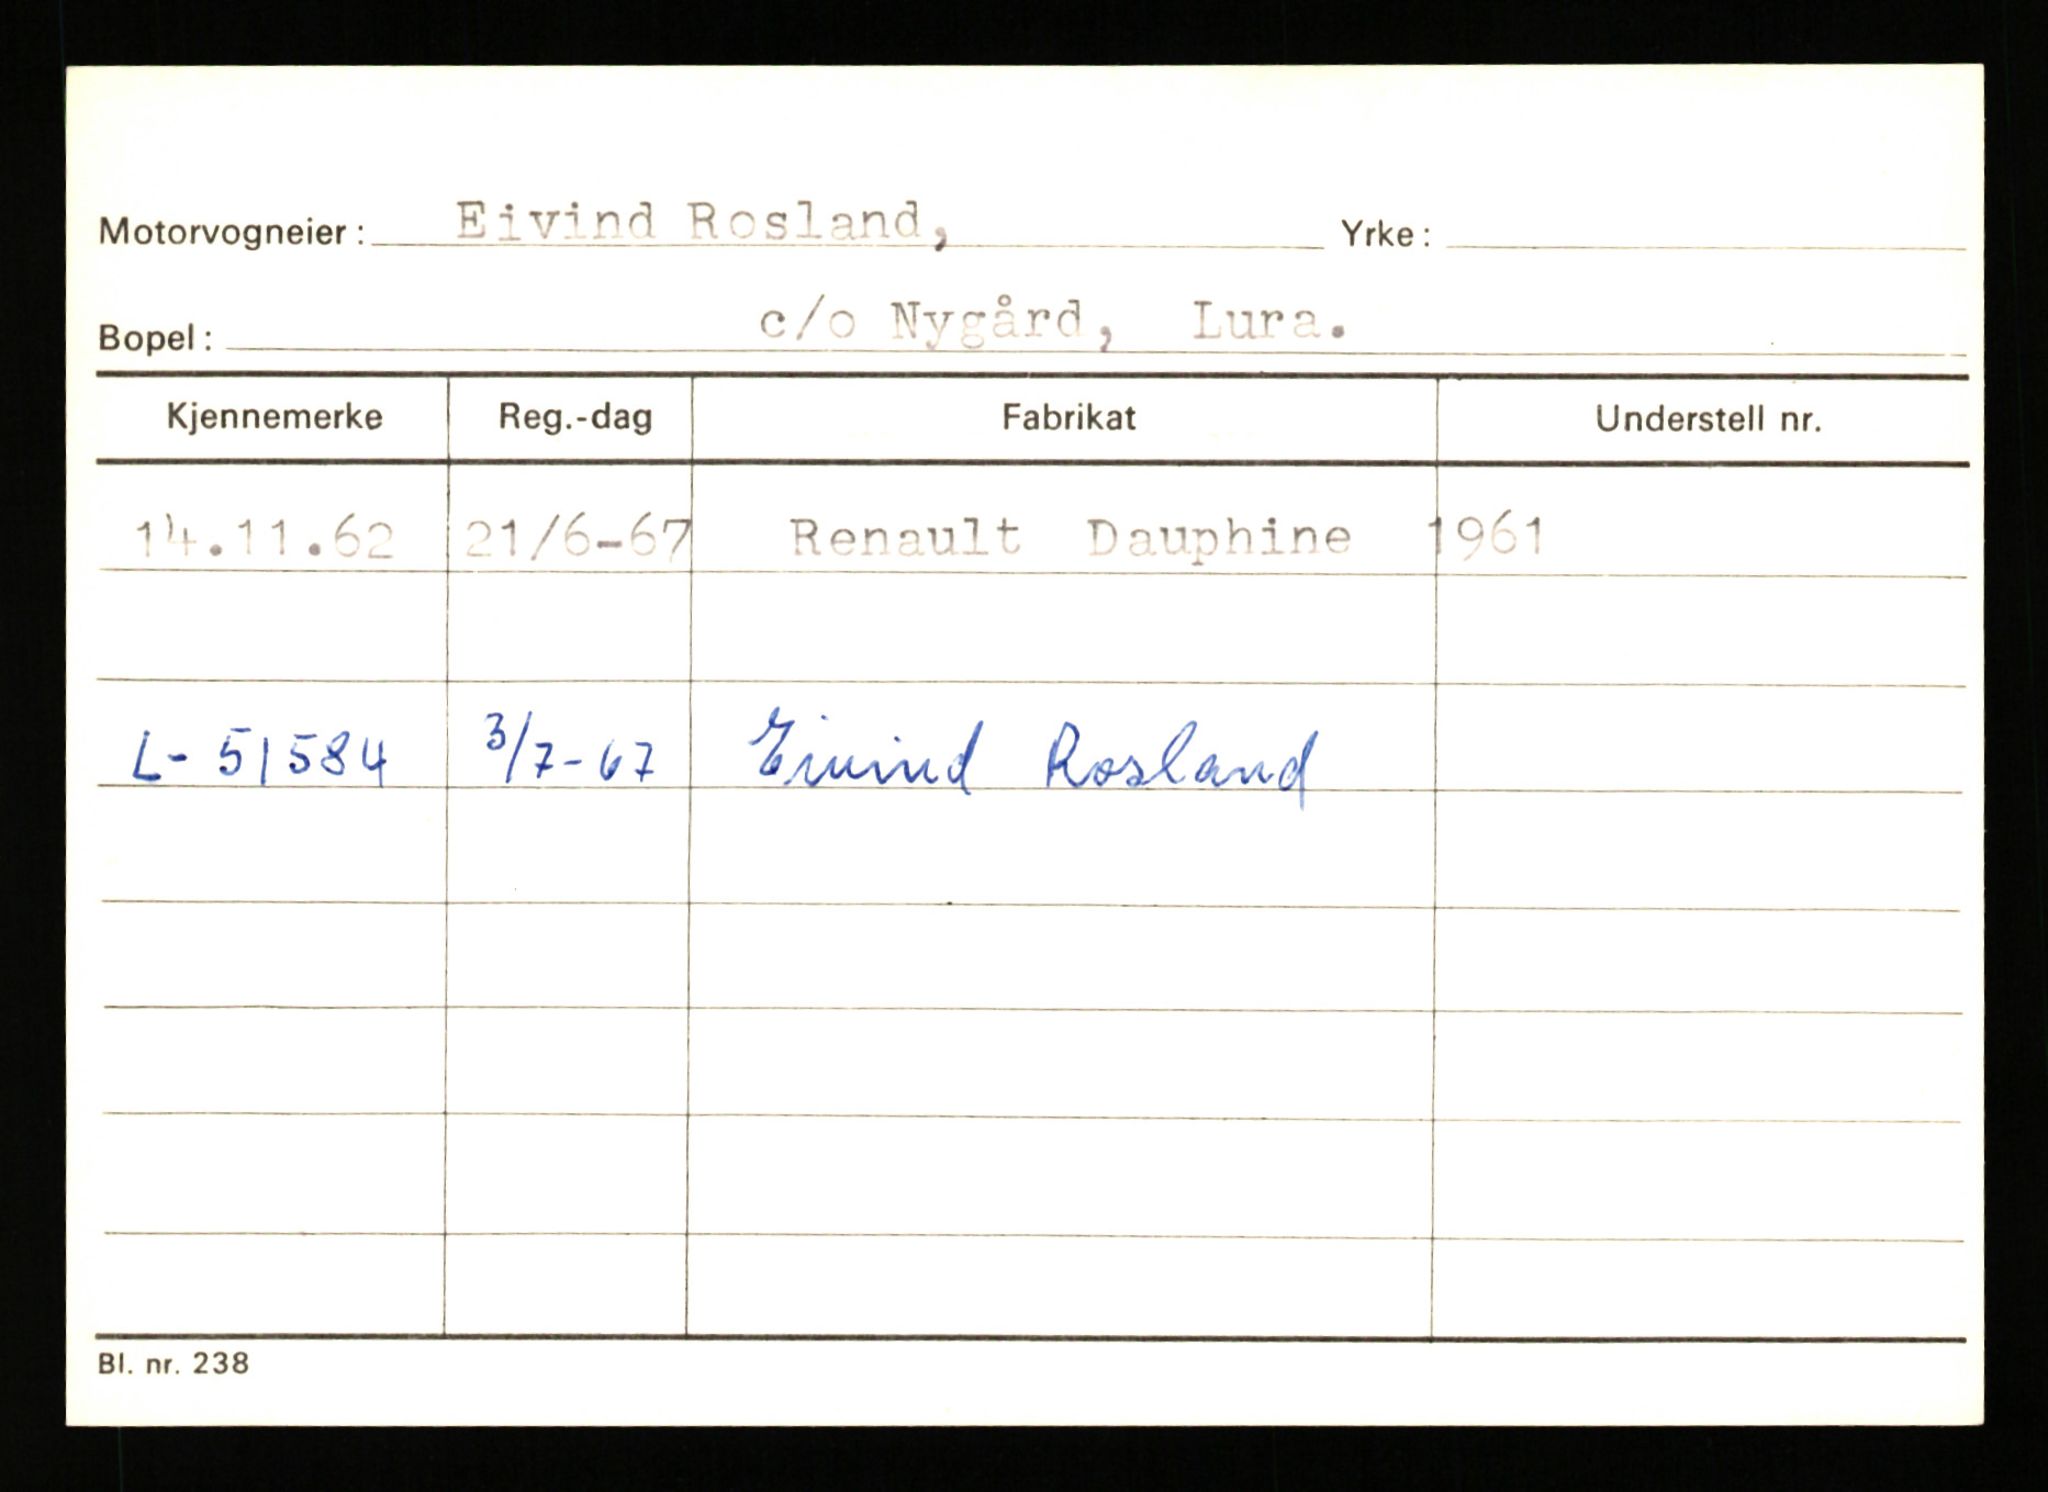 Motorvogneier: Eivind Rosland, Yrke:
Bopel: c/o Nygård, Lura.
Kjennemerke Reg.-dag Fabrikat Understell nr.
14.11.62 21/6-67 Renault Dauphine 1961
L-51584 3/7-67 Eivind Rosland
Bl. nr. 238